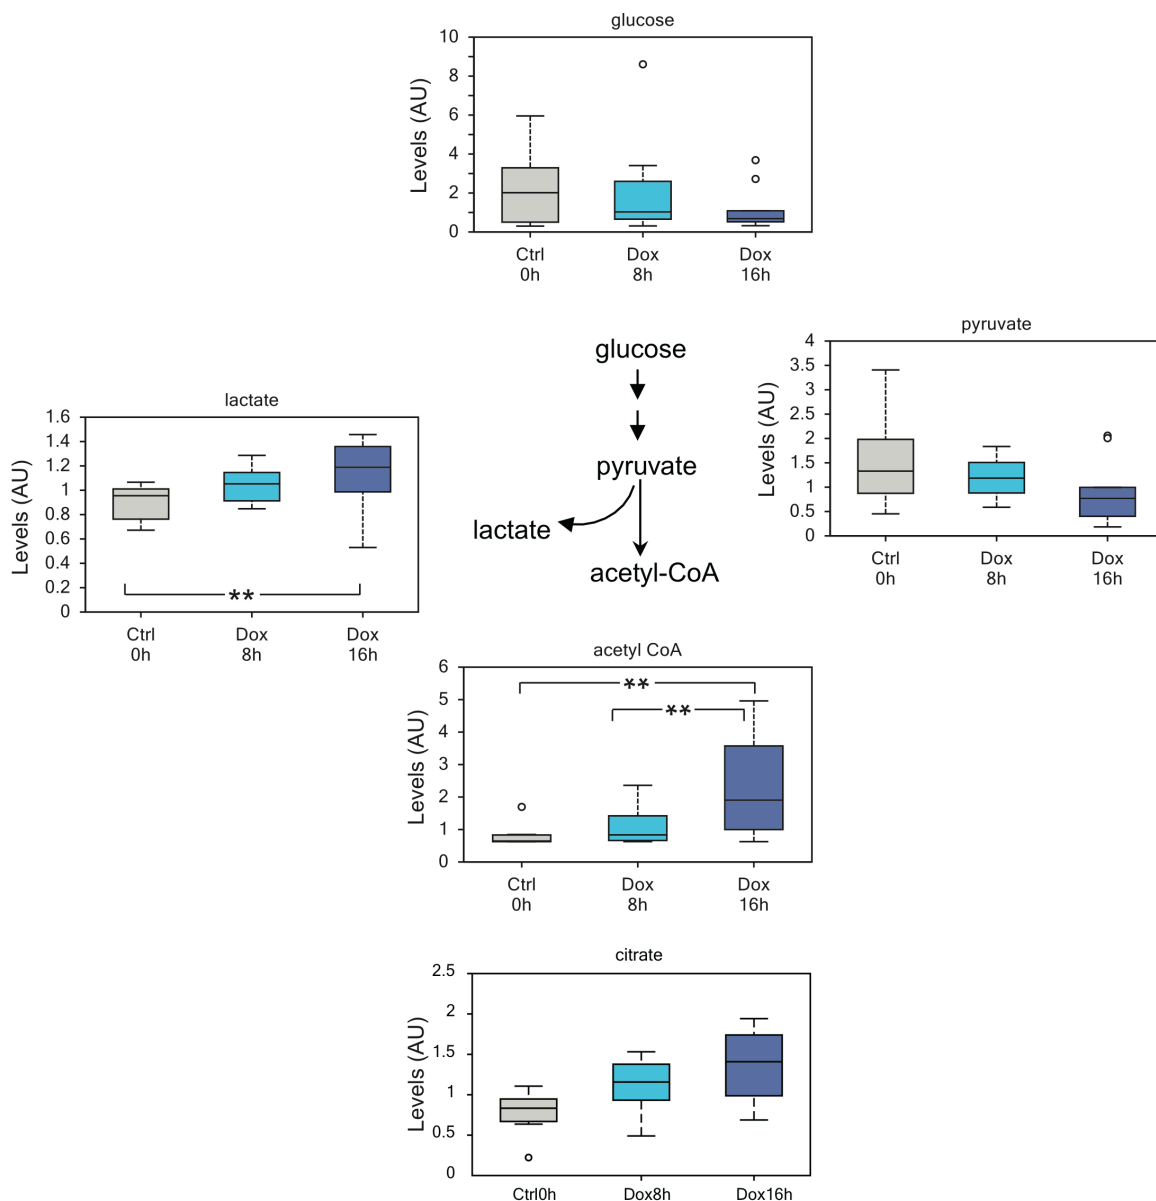 glucose
10
8
6
4
2
0
Levels (AU)
Ctrl
0h
Dox
8h
Dox
16h
glucose
pyruvate
lactate
acetyl-CoA
pyruvate
4
3.5
3
2.5
2
1.5
1
0.5
0
Levels (AU)
Ctrl
0h
Dox
8h
Dox
16h
lactate
1.6
1.4
1.2
1
0.8
0.6
0.4
0.2
0
Levels (AU)
**
Ctrl
0h
Dox
8h
Dox
16h
acetyl CoA
6
5
4
3
2
1
0
Levels (AU)
**
**
Ctrl
0h
Dox
8h
Dox
16h
citrate
2.5
2
1.5
1
0.5
0
Levels (AU)
Ctrl0h
Dox8h
Dox16h